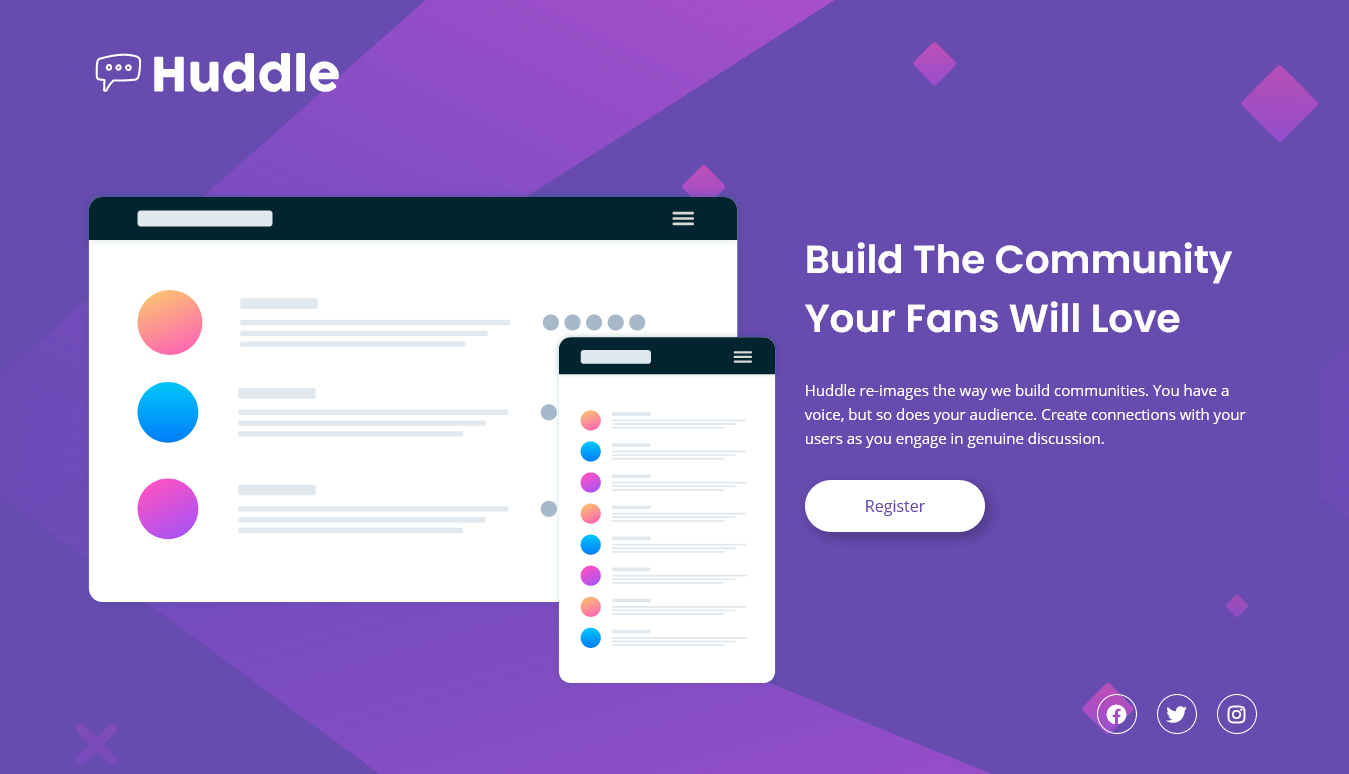 Huddle
Build The Community
Your Fans Will Love
Huddle re-images the way we build communities. You have a
voice, but so does your audience. Create connections with your
users as you engage in genuine discussion.
Register